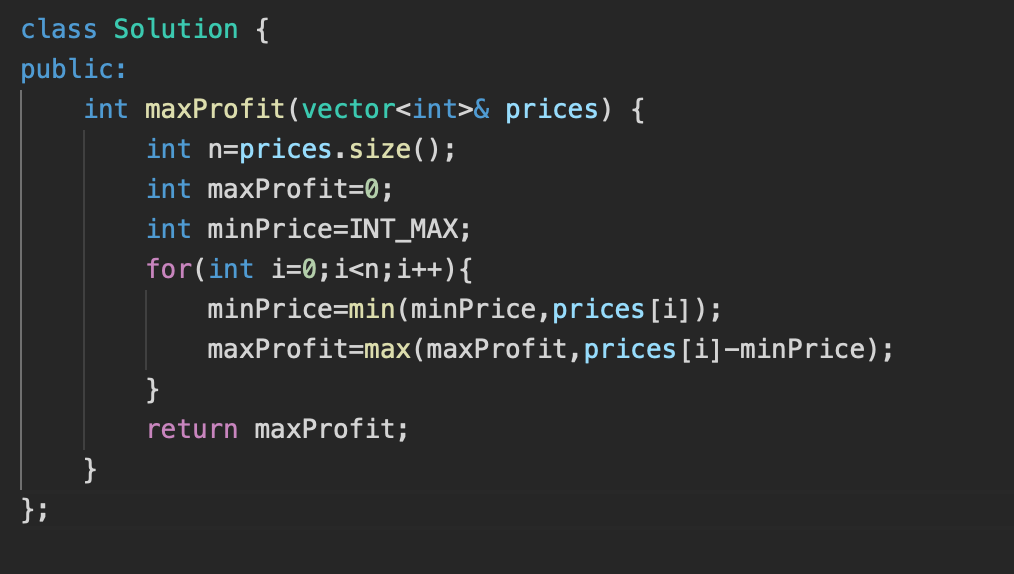 class Solution {
public:
    int maxProfit(vector<int>& prices) {
        int n=prices.size();
        int maxProfit=0;
        int minPrice=INT_MAX;
        for(int i=0;i<n;i++){
            minPrice=min(minPrice,prices[i]);
            maxProfit=max(maxProfit,prices[i]-minPrice);
        }
        return maxProfit;
    }
};